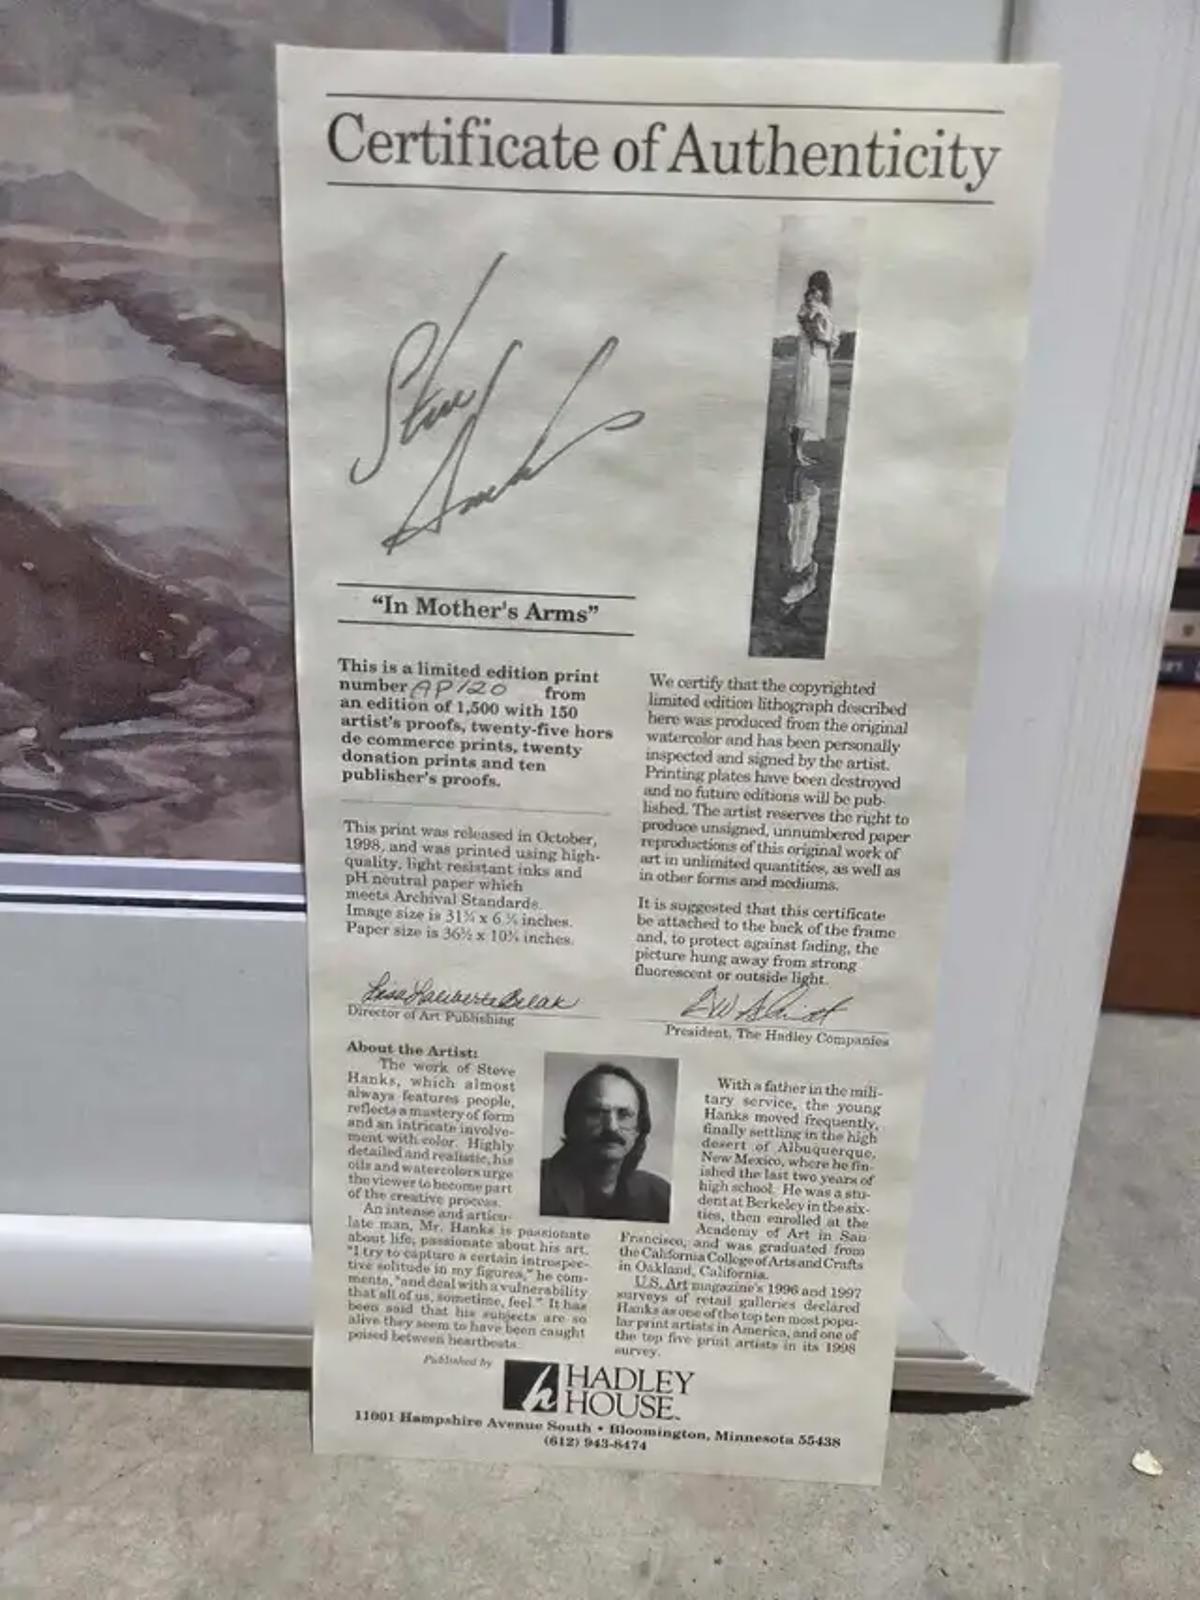 Certificate of Authenticity
Steve Hanks
"In Mother's Arms"
This is a limited edition print
number AP 120 from
an edition of 1,500 with 150
artist's proofs, twenty-five hors
de commerce prints, twenty
donation prints and ten
publisher's proofs.
This print was released in October,
1998, and was printed using high-
quality, light resistant inks and
pH neutral paper which
meets Archival Standards.
Image size is 31¾ x 6 inches.
Paper size is 36½ x 10¾ inches.
We certify that the copyrighted
limited edition lithograph described
here was produced from the original
watercolor and has been personally
inspected and signed by the artist.
Printing plates have been destroyed
and no future editions will be pub-
lished. The artist reserves the right to
produce unsigned, unnumbered paper
reproductions of this original work of
art in unlimited quantities, as well as
in other forms and mediums.
It is suggested that this certificate
be attached to the back of the frame
and, to protect against fading, the
picture hung away from strong
fluorescent or outside light.
Director of Art Publishing
President, The Hadley Companies
About the Artist:
The work of Steve
Hanks, which almost
always features people,
reflects a mastery of form
and an intricate involve-
ment with color. Highly
detailed and realistic, his
oils and watercolors urge
the viewer to become part
of the creative process.
An intense and articu-
late man, Mr. Hanks is passionate
about life, passionate about his art.
"I try to capture a certain introspec-
tive solitude in my figures," he com-
ments, "and deal with a vulnerability
that all of us, sometime, feel." It has
been said that his subjects are so
alive they seem to have been caught
poised between heartbeats.
With a father in the mili-
tary service, the young
Hanks moved frequently,
finally settling in the high
desert of Albuquerque,
New Mexico, where he fin-
ished the last two years of
high school. He was a stu-
dent at Berkeley in the six-
ties, then enrolled at the
Academy of Art in San
Francisco, and was graduated from
the California College of Arts and Crafts
in Oakland, California.
U.S. Art magazine's 1996 and 1997
surveys of retail galleries declared
Hanks as one of the top ten most popu-
lar print artists in America, and one of
the top five print artists in its 1998
survey.
Published by
h HADLEY
HOUSE
11001 Hampshire Avenue South • Bloomington, Minnesota 55438
(612) 943-8474